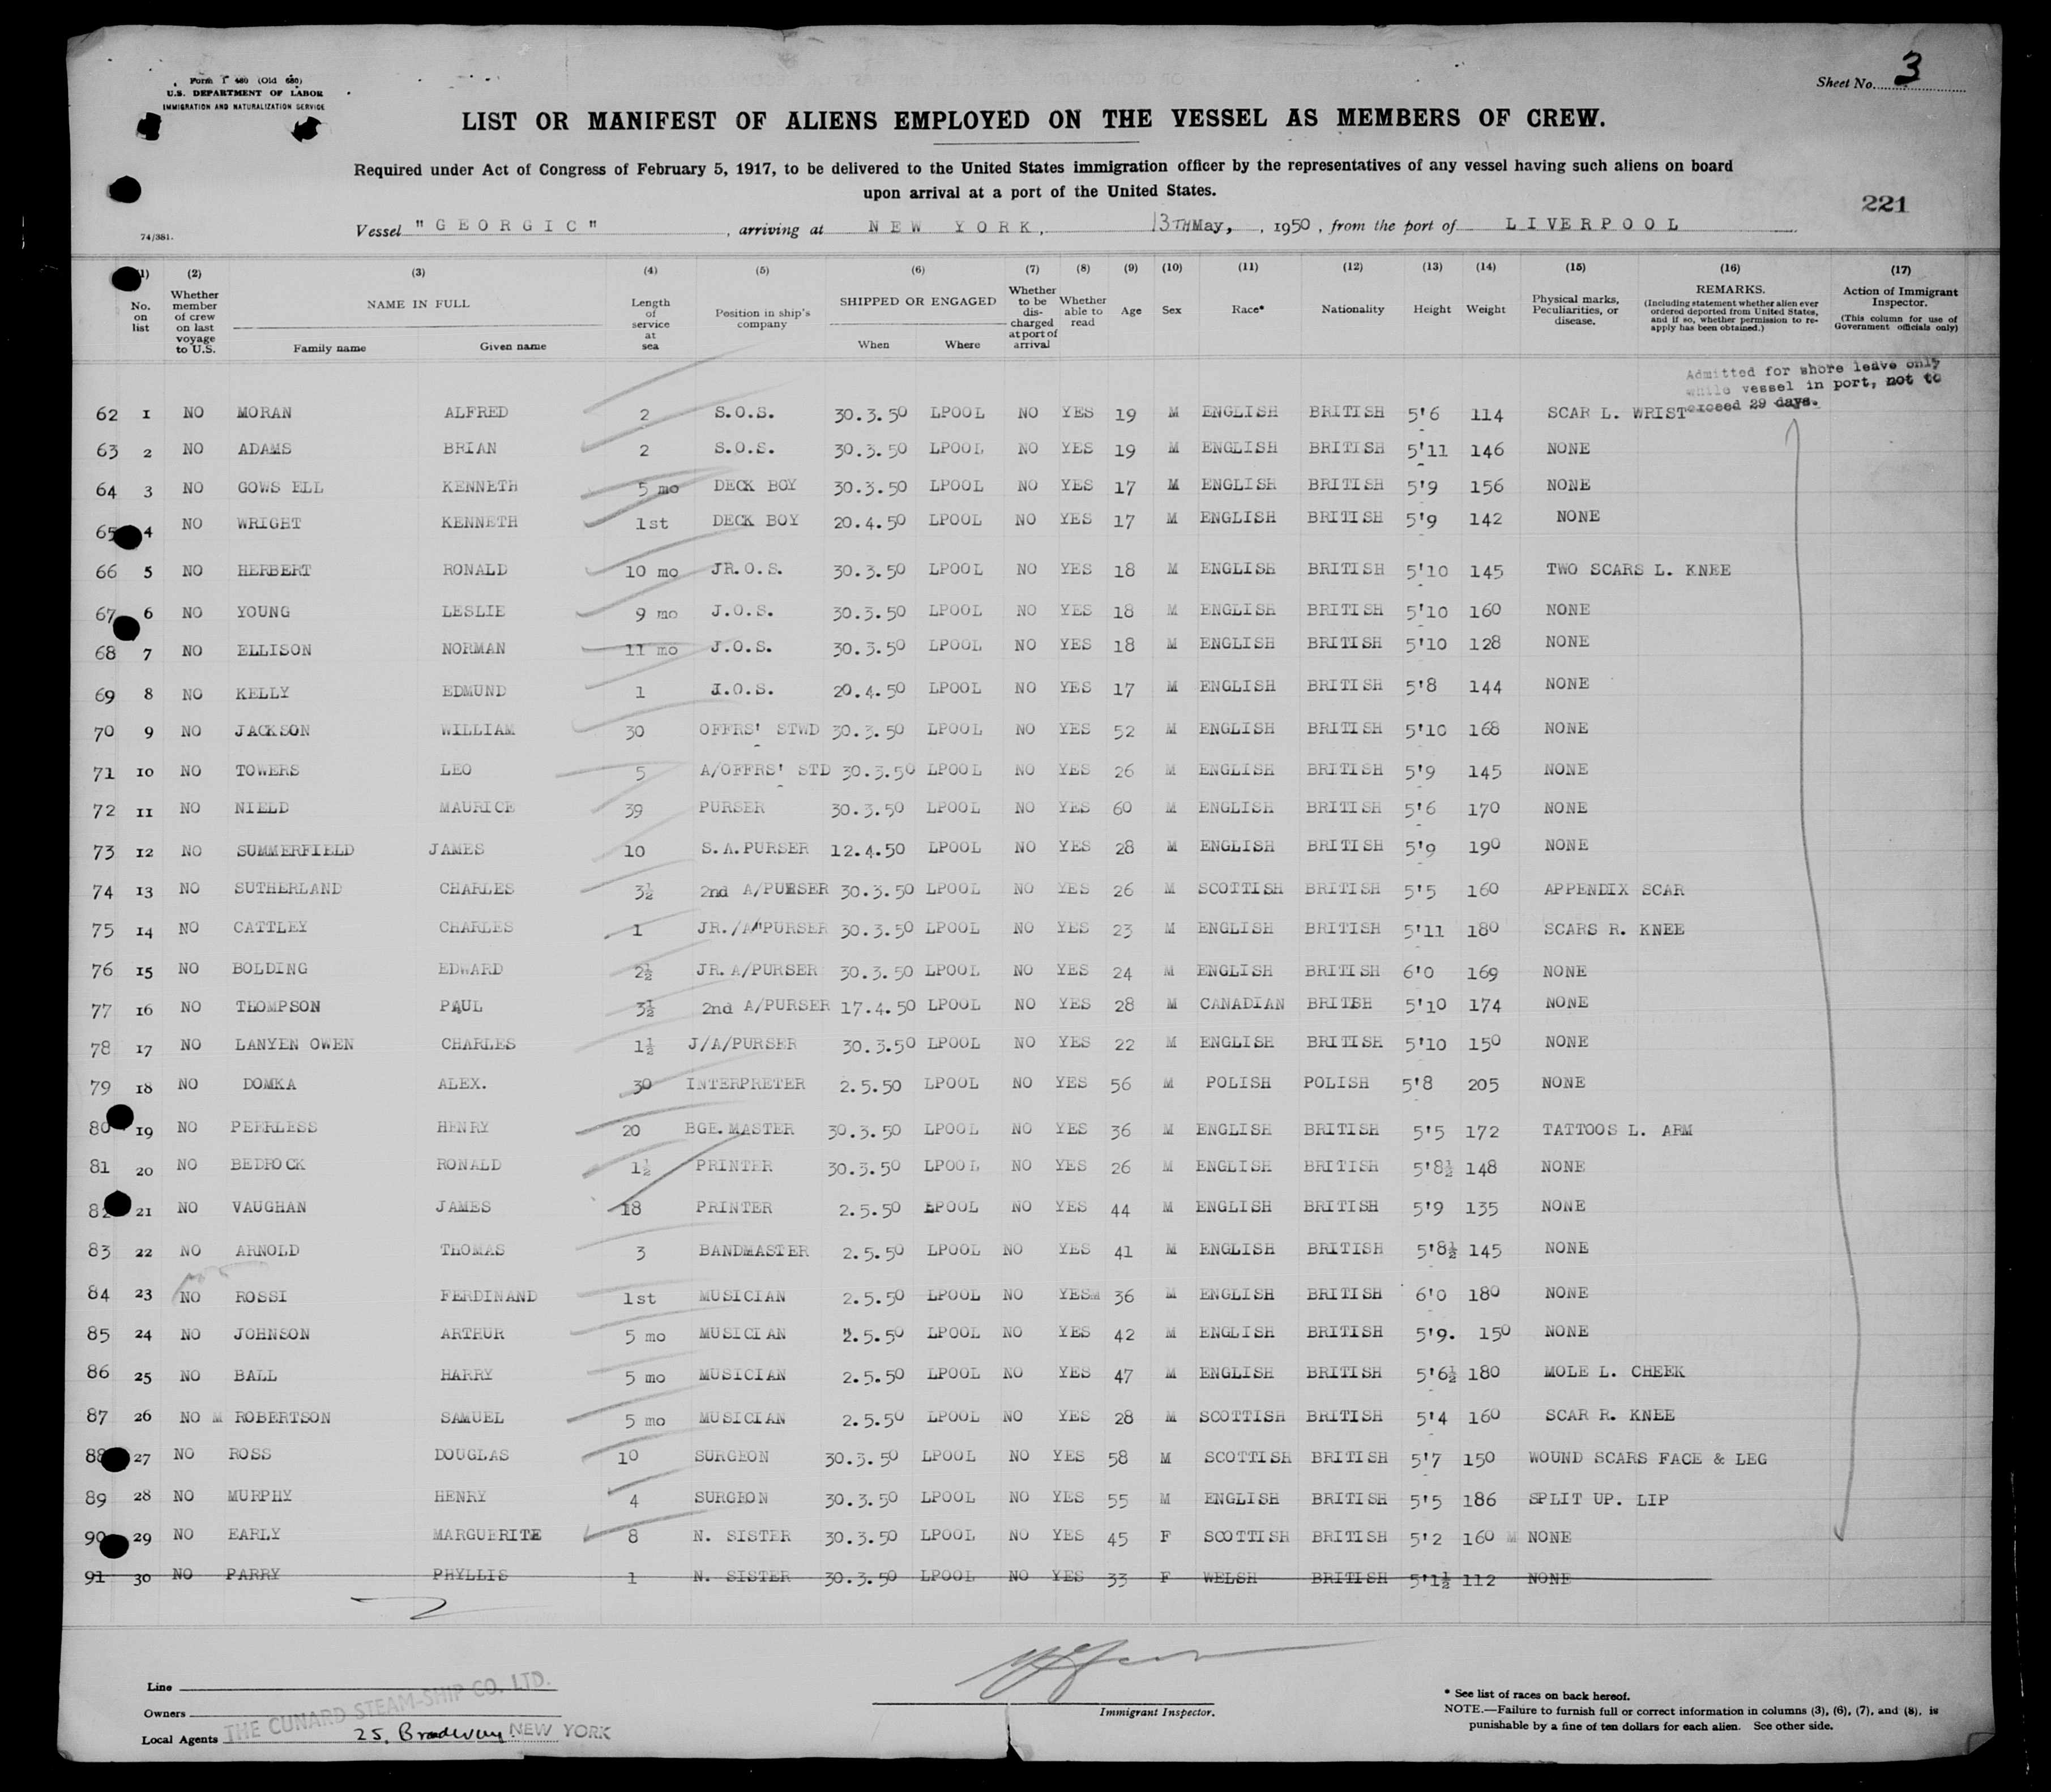 Form I 480 (Old 680)
U.S. DEPARTMENT OF LABOR
IMMIGRATION AND NATURALIZATION SERVICE
Sheet No. 3
LIST OR MANIFEST OF ALIENS EMPLOYED ON THE VESSEL AS MEMBERS OF CREW.
Required under Act of Congress of February 5, 1917, to be delivered to the United States immigration officer by the representatives of any vessel having such aliens on board
upon arrival at a port of the United States.
221
74/381.
Vessel "GEORGIC", arriving at NEW YORK, 13TH May, , 1950, from the port of LIVERPOOL
(1) No. on list
(2) Whether member of crew on last voyage to U.S.
(3) NAME IN FULL Family name Given name
(4) Length of service at sea
(5) Position in ship's company
(6) SHIPPED OR ENGAGED When Where
(7) Whether to be discharged at port of arrival
(8) Whether able to read
(9) Age
(10) Sex
(11) Race*
(12) Nationality
(13) Height
(14) Weight
(15) Physical marks, Peculiarities, or disease.
(16) REMARKS. (Including statement whether alien ever ordered deported from United States, and if so, whether permission to re-apply has been obtained.)
(17) Action of Immigrant Inspector. (This column for use of Government officials only)
Admitted for shore leave only
while vessel in port, not to
exceed 29 days.
62 1 NO MORAN ALFRED 2 S.O.S. 30.3.50 LPOOL NO YES 19 M ENGLISH BRITISH 5'6 114 SCAR L. WRIST
63 2 NO ADAMS BRIAN 2 S.O.S. 30.3.50 LPOOL NO YES 19 M ENGLISH BRITISH 5'11 146 NONE
64 3 NO GOWS ELL KENNETH 5 mo DECK BOY 30.3.50 LPOOL NO YES 17 M ENGLISH BRITISH 5'9 156 NONE
65 4 NO WRIGHT KENNETH 1st DECK BOY 20.4.50 LPOOL NO YES 17 M ENGLISH BRITISH 5'9 142 NONE
66 5 NO HERBERT RONALD 10 mo JR.O.S. 30.3.50 LPOOL NO YES 18 M ENGLISH BRITISH 5'10 145 TWO SCARS L. KNEE
67 6 NO YOUNG LESLIE 9 mo J.O.S. 30.3.50 LPOOL NO YES 18 M ENGLISH BRITISH 5'10 160 NONE
68 7 NO ELLISON NORMAN 11 mo J.O.S. 30.3.50 LPOOL NO YES 18 M ENGLISH BRITISH 5'10 128 NONE
69 8 NO KELLY EDMUND 1 J.O.S. 20.4.50 LPOOL NO YES 17 M ENGLISH BRITISH 5'8 144 NONE
70 9 NO JACKSON WILLIAM 30 OFFRS' STWD 30.3.50 LPOOL NO YES 52 M ENGLISH BRITISH 5'10 168 NONE
71 10 NO TOWERS LEO 5 A/OFFRS' STD 30.3.50 LPOOL NO YES 26 M ENGLISH BRITISH 5'9 145 NONE
72 11 NO NIELD MAURICE 39 PURSER 30.3.50 LPOOL NO YES 60 M ENGLISH BRITISH 5'6 170 NONE
73 12 NO SUMMERFIELD JAMES 10 S.A.PURSER 12.4.50 LPOOL NO YES 28 M ENGLISH BRITISH 5'9 190 NONE
74 13 NO SUTHERLAND CHARLES 3½ 2nd A/PURSER 30.3.50 LPOOL NO YES 26 M SCOTTISH BRITISH 5'5 160 APPENDIX SCAR
75 14 NO CATTLEY CHARLES 1 JR./A/PURSER 30.3.50 LPOOL NO YES 23 M ENGLISH BRITISH 5'11 180 SCARS R. KNEE
76 15 NO BOLDING EDWARD 2½ JR. A/PURSER 30.3.50 LPOOL NO YES 24 M ENGLISH BRITISH 6'0 169 NONE
77 16 NO THOMPSON PAUL 3½ 2nd A/PURSER 17.4.50 LPOOL NO YES 28 M CANADIAN BRITSH 5'10 174 NONE
78 17 NO LANYEN OWEN CHARLES 1½ J/A/PURSER 30.3.50 LPOOL NO YES 22 M ENGLISH BRITISH 5'10 150 NONE
79 18 NO DOMKA ALEX. 30 INTERPRETER 2.5.50 LPOOL NO YES 56 M POLISH POLISH 5'8 205 NONE
80 19 NO PEERLESS HENRY 20 BGE.MASTER 30.3.50 LPOOL NO YES 36 M ENGLISH BRITISH 5'5 172 TATTOOS L. ARM
81 20 NO BEDROCK RONALD 1½ PRINTER 30.3.50 LPOOL NO YES 26 M ENGLISH BRITISH 5'8½ 148 NONE
82 21 NO VAUGHAN JAMES 18 PRINTER 2.5.50 LPOOL NO YES 44 M ENGLISH BRITISH 5'9 135 NONE
83 22 NO ARNOLD THOMAS 3 BANDMASTER 2.5.50 LPOOL NO YES 41 M ENGLISH BRITISH 5'8½ 145 NONE
84 23 NO ROSSI FERDINAND 1st MUSICIAN 2.5.50 LPOOL NO YES 36 M ENGLISH BRITISH 6'0 180 NONE
85 24 NO JOHNSON ARTHUR 5 mo MUSICIAN 2.5.50 LPOOL NO YES 42 M ENGLISH BRITISH 5'9. 150 NONE
86 25 NO BALL HARRY 5 mo MUSICIAN 2.5.50 LPOOL NO YES 47 M ENGLISH BRITISH 5'6½ 180 MOLE L. CHEEK
87 26 NO M ROBERTSON SAMUEL 5 mo MUSICIAN 2.5.50 LPOOL NO YES 28 M SCOTTISH BRITISH 5'4 160 SCAR R. KNEE
88 27 NO ROSS DOUGLAS 10 SURGEON 30.3.50 LPOOL NO YES 58 M SCOTTISH BRITISH 5'7 150 WOUND SCARS FACE & LEG
89 28 NO MURPHY HENRY 4 SURGEON 30.3.50 LPOOL NO YES 55 M ENGLISH BRITISH 5'5 186 SPLIT UP. LIP
90 29 NO EARLY MARGUERITE 8 N. SISTER 30.3.50 LPOOL NO YES 45 F SCOTTISH BRITISH 5'2 160 M NONE
91 30 NO PARRY PHYLLIS 1 N. SISTER 30.3.50 LPOOL NO YES 33 F WELSH BRITISH 5'1½ 112 NONE
Line
Owners
THE CUNARD STEAM-SHIP CO. LTD.
Local Agents 25, Broadway NEW YORK
Immigrant Inspector.
* See list of races on back hereof.
NOTE.—Failure to furnish full or correct information in columns (3), (6), (7), and (8), is
punishable by a fine of ten dollars for each alien. See other side.